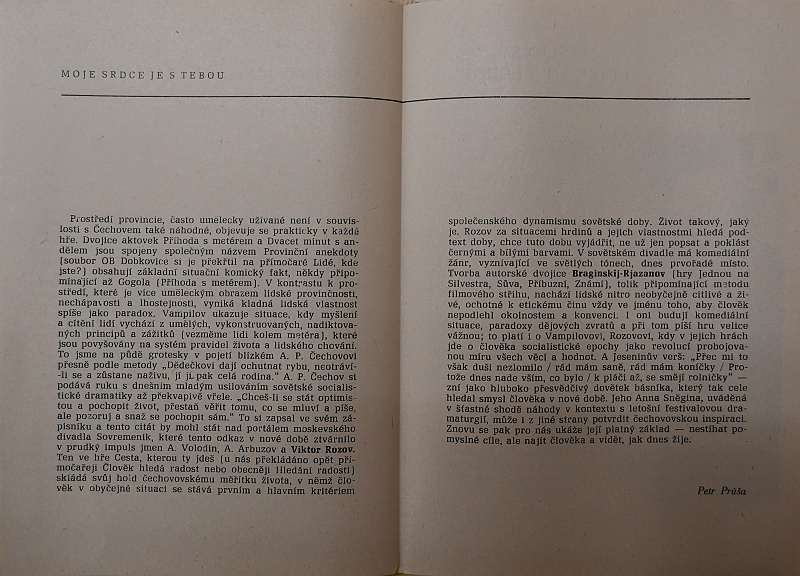 MOJE SRDCE JE S TEBOU
Prostředí provincie, často umělecky užívané není v souvis-
losti s Čechovem také náhodné, objevuje se prakticky v každé
hře. Dvojice aktovek Příhoda s metérem a Dvacet minut s an-
dělem jsou spojeny společným názvem Provinční anekdoty
(soubor OB Dobkovice si je překřtil na přímočaré Lidé, kde
jste?) obsahují základní situační komický fakt, někdy připo-
mínající až Gogola (Příhoda s metérem). V kontrastu k pro-
středí, které je více uměleckým obrazem lidské provinčnosti,
nechápavosti a lhostejnosti, vyniká kladná lidská vlastnost
spíše jako paradox. Vampilov ukazuje situace, kdy myšlení
a cítění lidí vychází z umělých, vykonstruovaných, nadiktova-
ných principů a zážitků (vezměme lidi kolem metéra), které
jsou povyšovány na systém pravidel života a lidského chování.
To jsme na půdě grotesky v pojetí blízkém A. P. Čechovovi
přesně podle metody „Dědečkovi dají ochutnat rybu, neotráví-
-li se a zůstane naživu, jí ji pak celá rodina.“ A. P. Čechov si
podává ruku s dnešním mladým usilováním sovětské socialis-
tické dramatiky až překvapivě vřele. „Chceš-li se stát optimis-
tou a pochopit život, přestaň věřit tomu, co se mluví a píše,
ale pozoruj a snaž se pochopit sám.“ To si zapsal ve svém zá-
pisníku a tento citát by mohl stát nad portálem moskevského
divadla Sovremenik, které tento odkaz v nové době ztvárnilo
v prudký impuls jmen A. Volodin, A. Arbuzov a Viktor Rozov.
Ten ve hře Cesta, kterou ty jdeš (u nás překládáno opět pří-
močařeji Člověk hledá radost nebo obecněji Hledání radosti)
skládá svůj hold čechovovskému měřítku života, v němž člo-
věk v obyčejné situaci se stává prvním a hlavním kritériem
společenského dynamismu sovětské doby. Život takový, jaký
je. Rozov za situacemi hrdinů a jejich vlastnostmi hledá pod-
text doby, chce tuto dobu vyjádřit, ne už jen popsat a poklást
černými a bílými barvami. V sovětském divadle má komediální
žánr, vyznívající ve světlých tónech, dnes prvořadé místo.
Tvorba autorské dvojice Braginskij-Rjazanov (hry Jednou na
Silvestra, Sůva, Příbuzní, Známí), tolik připomínající metodu
filmového střihu, nachází lidské nitro neobyčejně citlivé a ži-
vé, ochotné k etickému činu vždy ve jménu toho, aby člověk
nepodlehl okolnostem a konvenci. I oni budují komediální
situace, paradoxy dějových zvratů a při tom píší hru velice
vážnou; to platí i o Vampilovovi, Rozovovi, kdy v jejich hrách
jde o člověka socialistické epochy jako revolucí probojova-
nou míru všech věcí a hodnot. A Jeseninův verš: „Přec mi to
však duši nezlomilo / rád mám saně, rád mám koníčky / Pro-
tože dnes nade vším, co bylo / k pláči až, se smějí rolničky“ —
zní jako hluboko přesvědčivý dovětek básníka, který tak cele
hledal smysl člověka v nové době. Jeho Anna Sněgina, uváděná
v šťastné shodě náhody v kontextu s letošní festivalovou dra-
maturgií, může i z jiné strany potvrdit čechovovskou inspiraci.
Znovu se pak pro nás ukáže její platný základ — nestíhat po-
myslné cíle, ale najít člověka a vidět, jak dnes žije.
Petr Průša